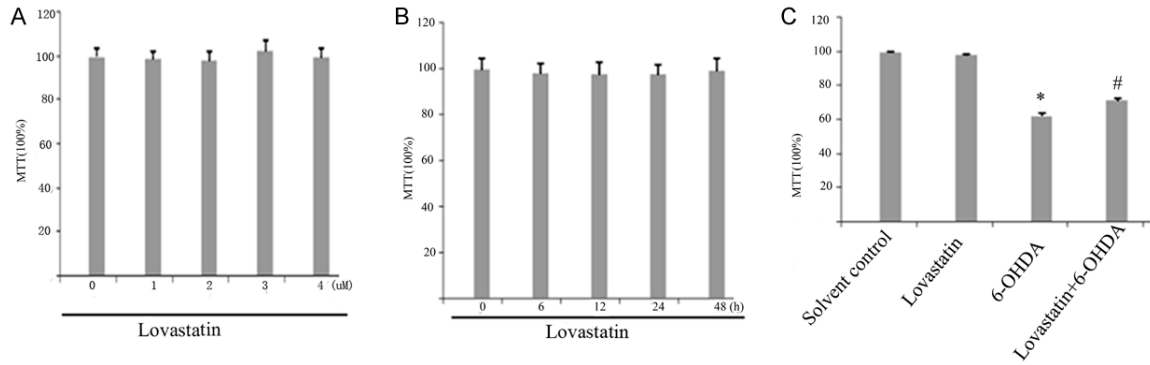 A
120
100
80
60
40
20
MTT(100%)
0 1 2 3 4 (uM)
Lovastatin
B
120
100
80
60
40
20
MTT(100%)
0 6 12 24 48 (h)
Lovastatin
C
120
100
80
60
40
20
MTT(100%)
*
#
Solvent control
Lovastatin
6-OHDA
Lovastatin+6-OHDA